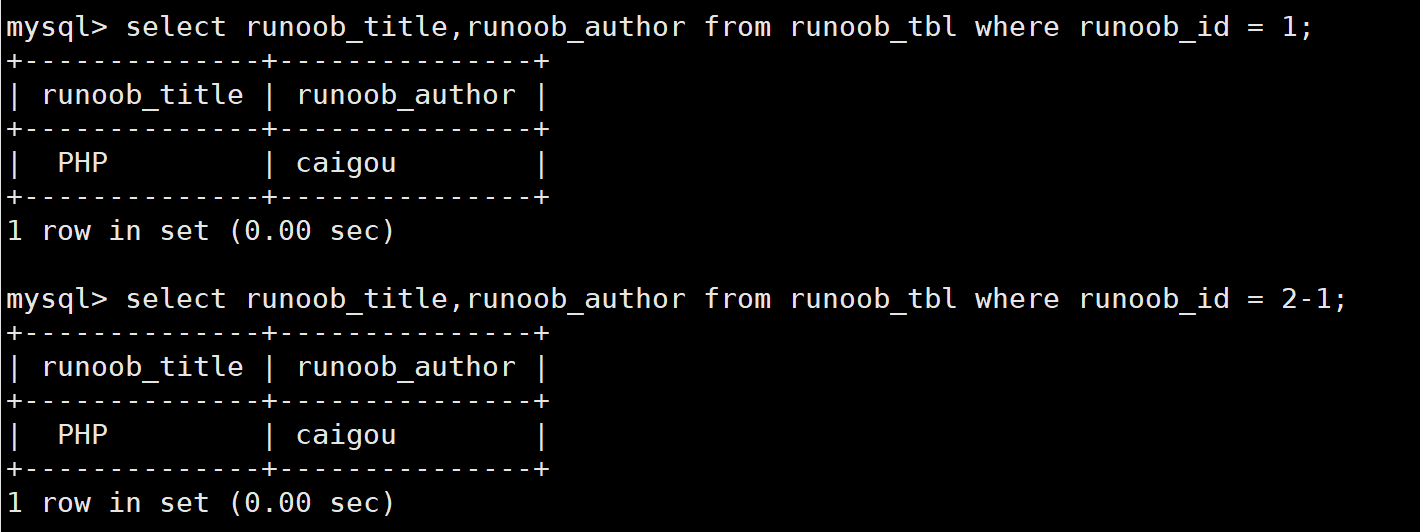 mysql> select runoob_title,runoob_author from runoob_tbl where runoob_id = 1;
+--------------+---------------+
| runoob_title | runoob_author |
+--------------+---------------+
|  PHP         | caigou        |
+--------------+---------------+
1 row in set (0.00 sec)

mysql> select runoob_title,runoob_author from runoob_tbl where runoob_id = 2-1;
+--------------+---------------+
| runoob_title | runoob_author |
+--------------+---------------+
|  PHP         | caigou        |
+--------------+---------------+
1 row in set (0.00 sec)